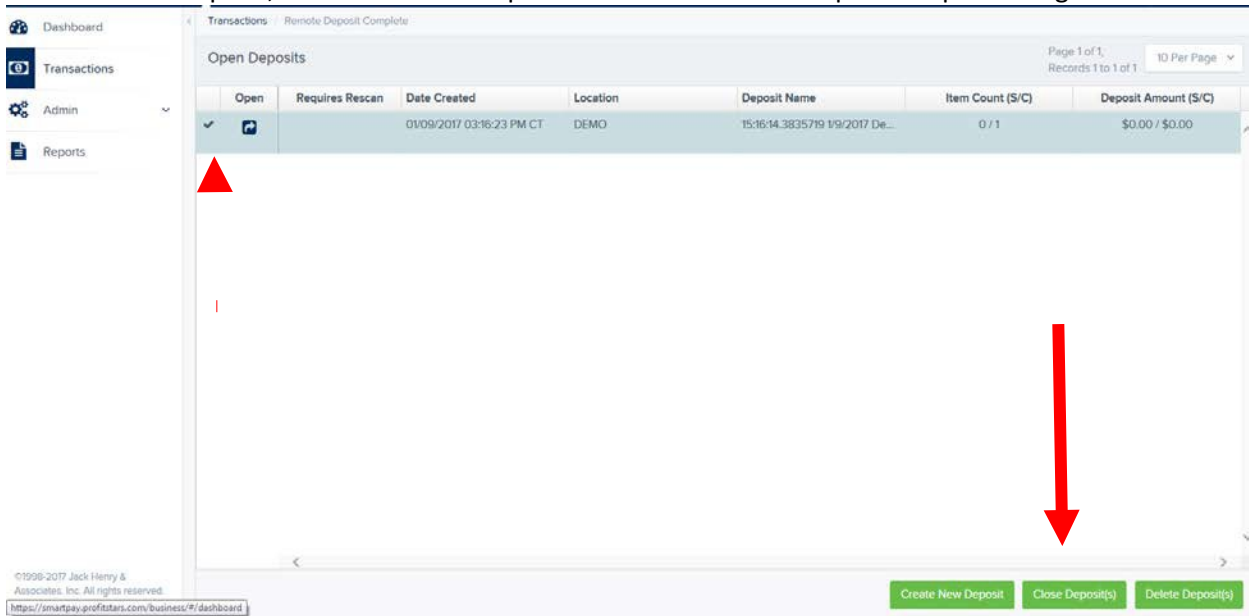 Dashboard
Transactions
Admin
Reports
Transactions / Remote Deposit Complete
Open Deposits
Page 1 of 1,
Records 1 to 1 of 1
10 Per Page
Open Requires Rescan Date Created Location Deposit Name Item Count (S/C) Deposit Amount (S/C)
01/09/2017 03:16:23 PM CT DEMO 15:16:14.3835719 1/9/2017 De... 0 / 1 $0.00 / $0.00
Create New Deposit Close Deposit(s) Delete Deposit(s)
©1998-2017 Jack Henry &
Associates, Inc. All rights reserved.
https://smartpay.profitstars.com/business/#/dashboard